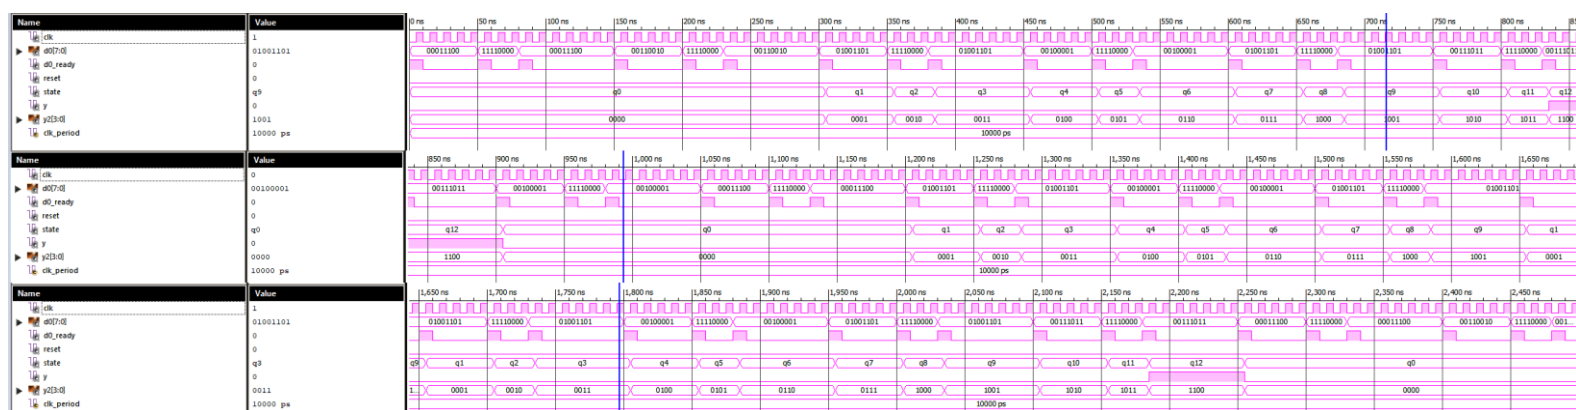 Name Value 0 ns 50 ns 100 ns 150 ns 200 ns 250 ns 300 ns 350 ns 400 ns 450 ns 500 ns 550 ns 600 ns 650 ns 700 ns 750 ns 800 ns
clk 1
d0[7:0] 01001101 00011100 11110000 00011100 00110010 11110000 00110010 01001101 11110000 01001101 00100001 11110000 00100001 01001101 11110000 01001101 00111011 11110000
d0_ready 0
reset 0
state q9 q0 q1 q2 q3 q4 q5 q6 q7 q8 q9 q10 q11 q12
y 0
y2[3:0] 1001 0000 0001 0010 0011 0100 0101 0110 0111 1000 1001 1010 1011 1100
clk_period 10000 ps 10000 ps
Name Value 850 ns 900 ns 950 ns 1,000 ns 1,050 ns 1,100 ns 1,150 ns 1,200 ns 1,250 ns 1,300 ns 1,350 ns 1,400 ns 1,450 ns 1,500 ns 1,550 ns 1,600 ns 1,650 ns
clk 0
d0[7:0] 00100001 00111011 00100001 11110000 00100001 00011100 11110000 00011100 01001101 11110000 01001101 00100001 11110000 00100001 01001101 11110000 01001101
d0_ready 0
reset 0
state q0 q12 q0 q1 q2 q3 q4 q5 q6 q7 q8 q9 q1
y 0
y2[3:0] 0000 1100 0000 0001 0010 0011 0100 0101 0110 0111 1000 1001 0001
clk_period 10000 ps 10000 ps
Name Value 1,650 ns 1,700 ns 1,750 ns 1,800 ns 1,850 ns 1,900 ns 1,950 ns 2,000 ns 2,050 ns 2,100 ns 2,150 ns 2,200 ns 2,250 ns 2,300 ns 2,350 ns 2,400 ns 2,450 ns
clk 1
d0[7:0] 01001101 01001101 11110000 01001101 00100001 11110000 00100001 01001101 11110000 01001101 00111011 11110000 00111011 00011100 11110000 00011100 00110010 11110000 001...
d0_ready 0
reset 0
state q3 q9 q1 q2 q3 q4 q5 q6 q7 q8 q9 q10 q11 q12 q0
y 0
y2[3:0] 0011 1... 0001 0010 0011 0100 0101 0110 0111 1000 1001 1010 1011 1100 0000
clk_period 10000 ps 10000 ps